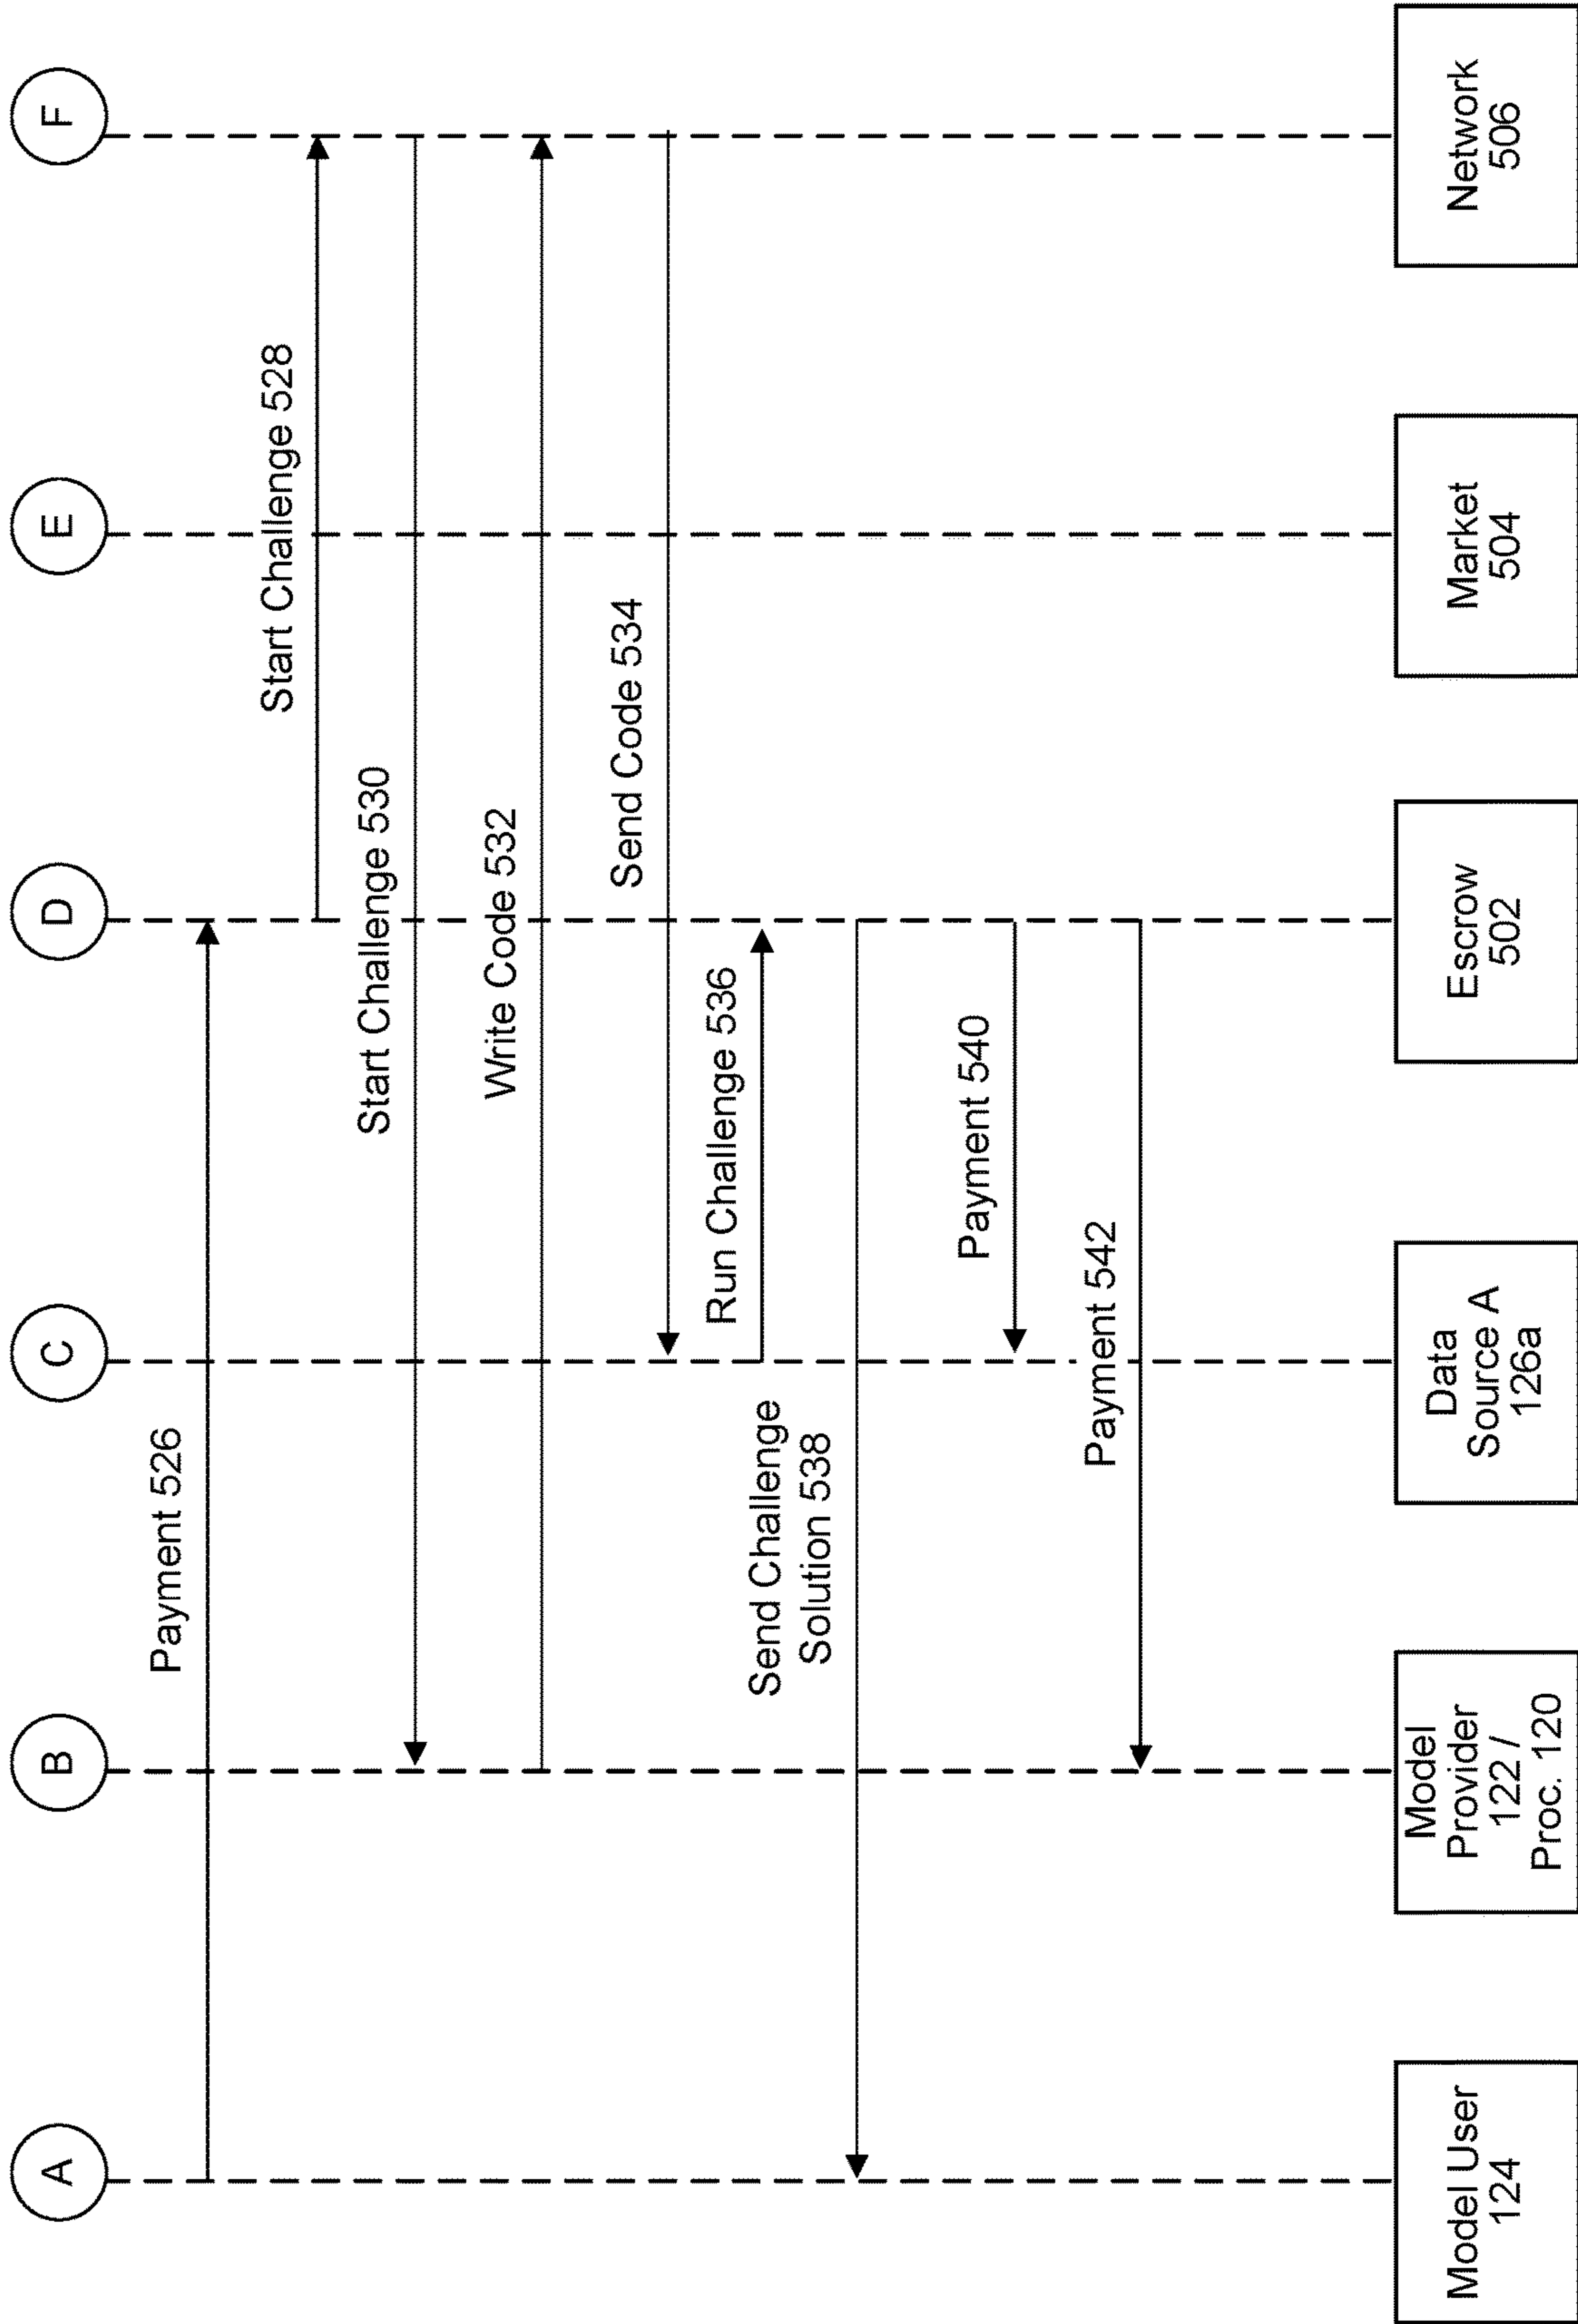 A
B
C
D
E
F
Payment 526
Start Challenge 528
Start Challenge 530
Write Code 532
Send Code 534
Run Challenge 536
Send Challenge
Solution 538
Payment 540
Payment 542
Model User
124
Model
Provider
122 /
Proc. 120
Data
Source A
126a
Escrow
502
Market
504
Network
506